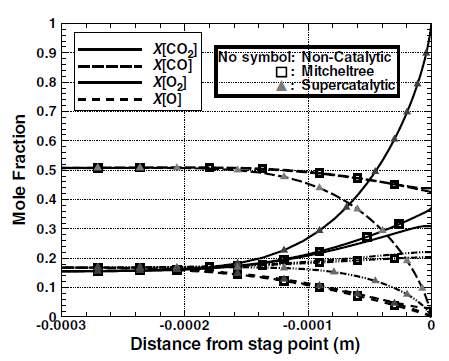 1
0.9
0.8
0.7
0.6
0.5
0.4
0.3
0.2
0.1
0
Mole Fraction
X[CO2]
X[CO]
X[O2]
X[O]
No symbol: Non-Catalytic
: Mitcheltree
: Supercatalytic
-0.0003 -0.0002 -0.0001 0
Distance from stag point (m)